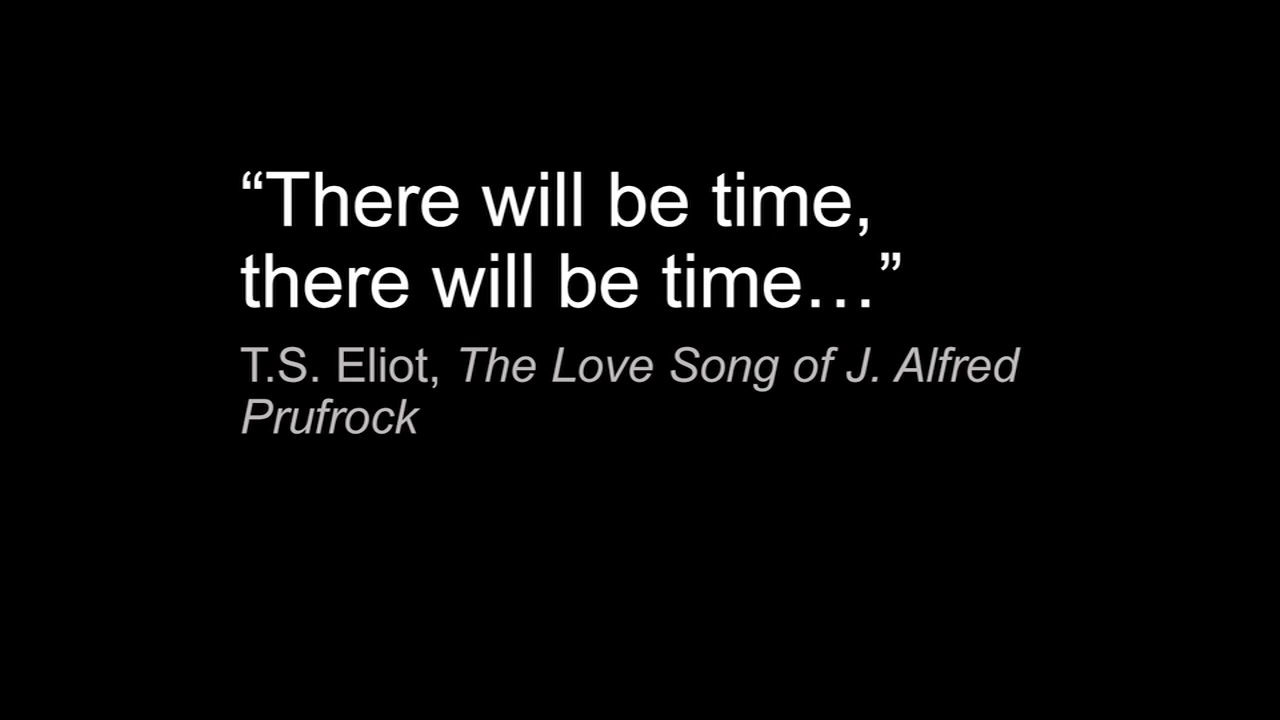 “There will be time,
there will be time…”
T.S. Eliot, The Love Song of J. Alfred
Prufrock